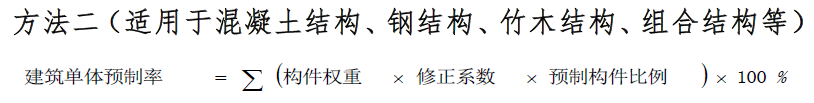 方法二（适用于混凝土结构、钢结构、竹木结构、组合结构等）
建筑单体预制率 = ∑（构件权重 × 修正系数 × 预制构件比例）× 100 %